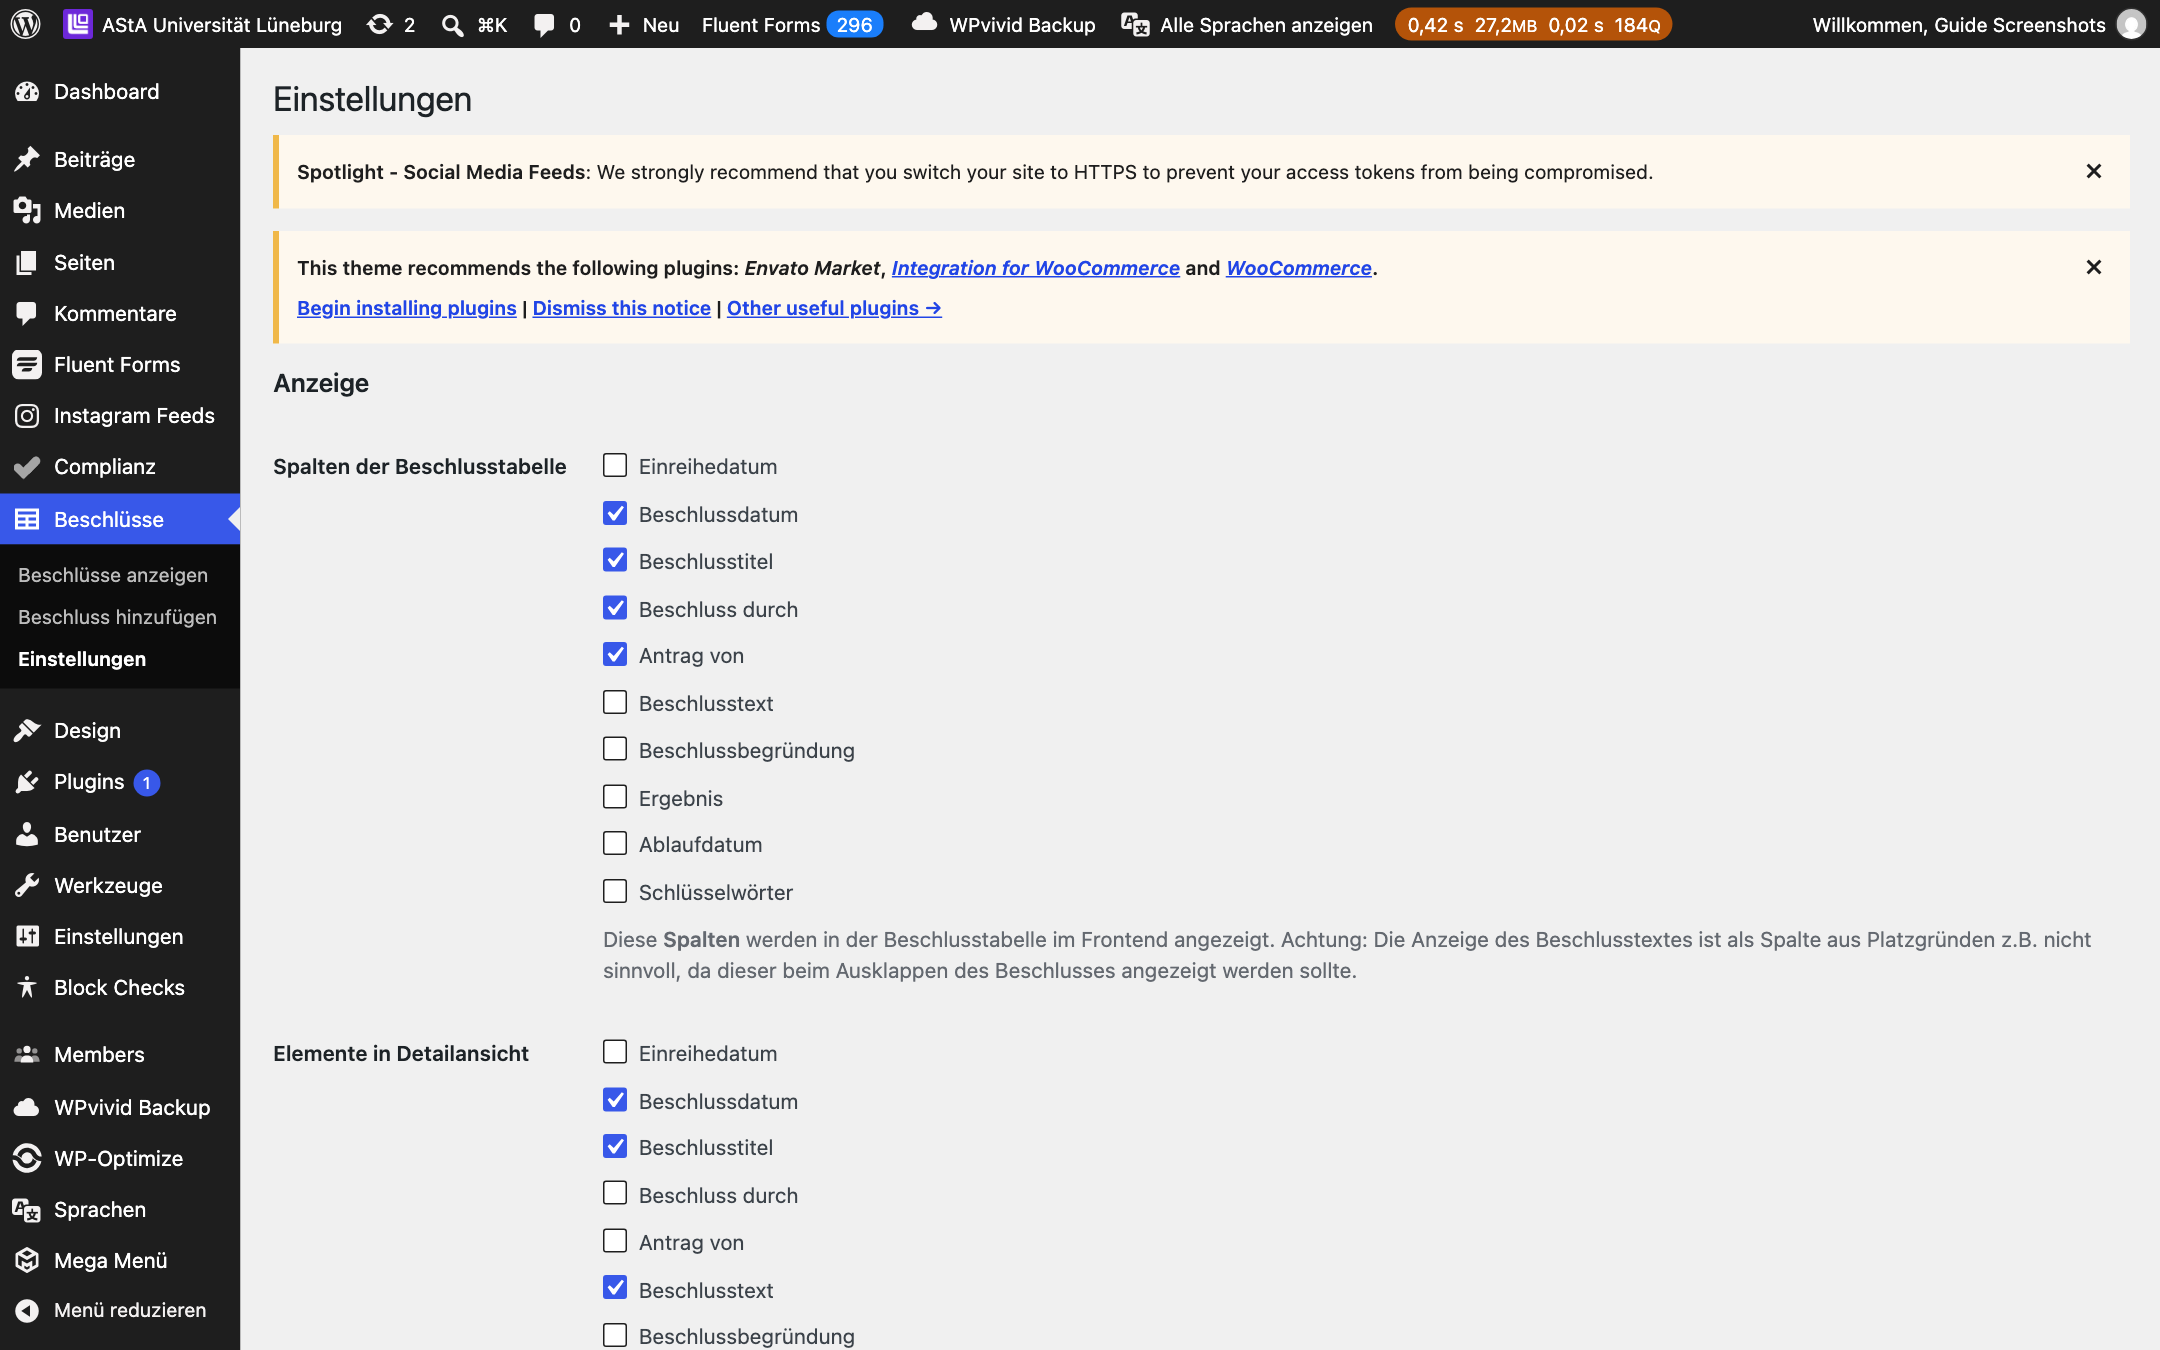 AStA Universität Lüneburg 2 ⌘K 0 Neu Fluent Forms 296 WPvivid Backup Alle Sprachen anzeigen 0,42 s 27,2MB 0,02 s 184Q Willkommen, Guide Screenshots
Dashboard
Beiträge
Medien
Seiten
Kommentare
Fluent Forms
Instagram Feeds
Complianz
Beschlüsse
Beschlüsse anzeigen
Beschluss hinzufügen
Einstellungen
Design
Plugins 1
Benutzer
Werkzeuge
Einstellungen
Block Checks
Members
WPvivid Backup
WP-Optimize
Sprachen
Mega Menü
Menü reduzieren
Einstellungen
Spotlight - Social Media Feeds: We strongly recommend that you switch your site to HTTPS to prevent your access tokens from being compromised.
This theme recommends the following plugins: Envato Market, Integration for WooCommerce and WooCommerce.
Begin installing plugins | Dismiss this notice | Other useful plugins →
Anzeige
Spalten der Beschlusstabelle
Einreihedatum
Beschlussdatum
Beschlusstitel
Beschluss durch
Antrag von
Beschlusstext
Beschlussbegründung
Ergebnis
Ablaufdatum
Schlüsselwörter
Diese Spalten werden in der Beschlusstabelle im Frontend angezeigt. Achtung: Die Anzeige des Beschlusstextes ist als Spalte aus Platzgründen z.B. nicht
sinnvoll, da dieser beim Ausklappen des Beschlusses angezeigt werden sollte.
Elemente in Detailansicht
Einreihedatum
Beschlussdatum
Beschlusstitel
Beschluss durch
Antrag von
Beschlusstext
Beschlussbegründung